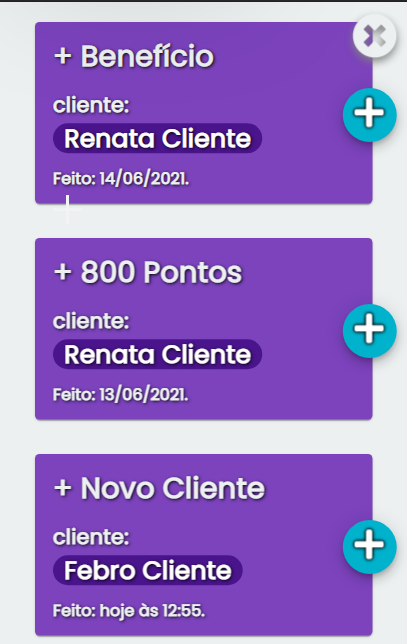 + Benefício
cliente:
Renata Cliente
Feito: 14/06/2021.
+ 800 Pontos
cliente:
Renata Cliente
Feito: 13/06/2021.
+ Novo Cliente
cliente:
Febro Cliente
Feito: hoje às 12:55.